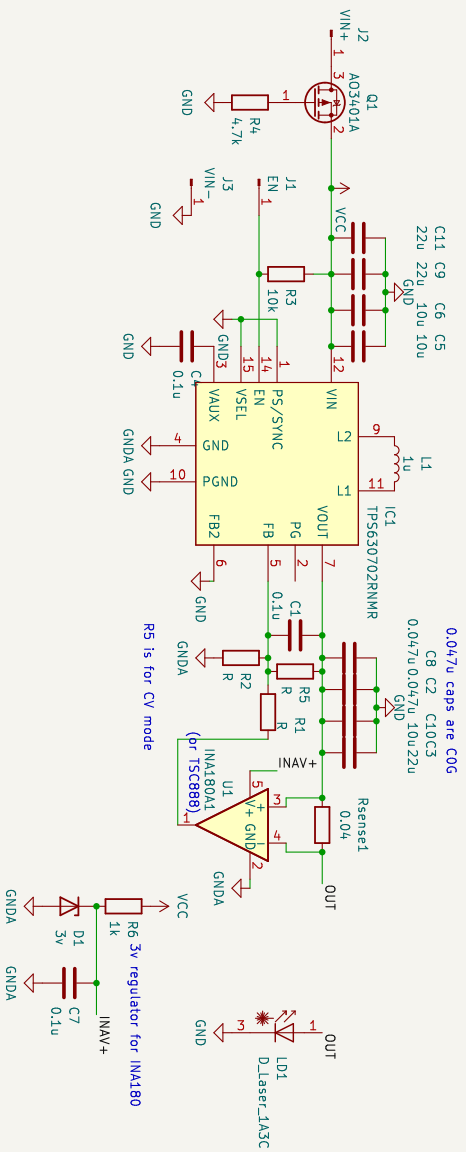 J2
VIN+
1
Q1
AO3401A
3
2
1
R4
4.7k
GND
VCC
J1
EN
1
J3
VIN-
1
GND
R3
10k
C11
22u
C9
22u
C6
10u
C5
10u
GND
12
1
14
15
3
GND
C4
0.1u
GND
VIN
PS/SYNC
EN
VSEL
VAUX
L2
L1
GND
PGND
9
11
4
10
GNDA
GND
L1
1u
IC1
TPS630702RNMR
VOUT
PG
FB
FB2
7
2
5
6
GND
C1
0.1u
0.047u caps are C0G
C8
0.047u
C2
0.047u
C10
10u
C3
22u
GND
R2
R
GNDA
R5
R
R1
R
R5 is for CV mode
INAV+
U1
INA180A1
(or TSC888)
V+
GND
+
-
5
3
4
2
1
GNDA
Rsense1
0.04
OUT
VCC
R6
1k
3v regulator for INA180
D1
3v
GNDA
C7
0.1u
GNDA
INAV+
OUT
1
3
LD1
D_Laser_1A3C
GND